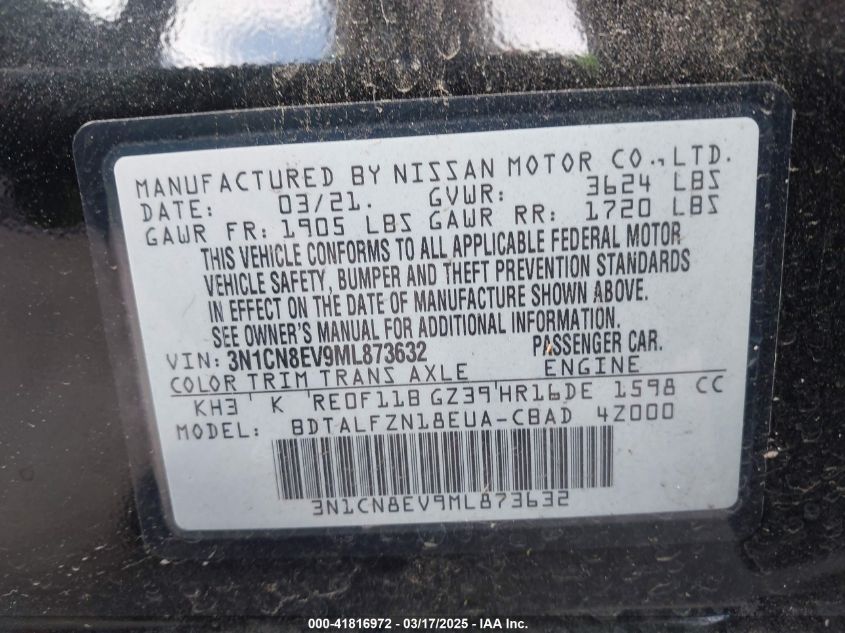 MANUFACTURED BY NISSAN MOTOR CO.,LTD.
DATE: 03/21. GVWR: 3624 LBS
GAWR FR: 1905 LBS GAWR RR: 1720 LBS
THIS VEHICLE CONFORMS TO ALL APPLICABLE FEDERAL MOTOR
VEHICLE SAFETY, BUMPER AND THEFT PREVENTION STANDARDS
IN EFFECT ON THE DATE OF MANUFACTURE SHOWN ABOVE.
SEE OWNER'S MANUAL FOR ADDITIONAL INFORMATION
VIN: 3N1CN8EV9ML873632 PASSENGER CAR.
COLOR TRIM TRANS AXLE ENGINE
KH3 ' K RE0F11B GZ39'HR16DE 1598 CC
MODEL: BDTALFZN18EUA-CBAD 4Z000
3N1CN8EV9ML873632
000-41816972 - 03/17/2025 - IAA Inc.